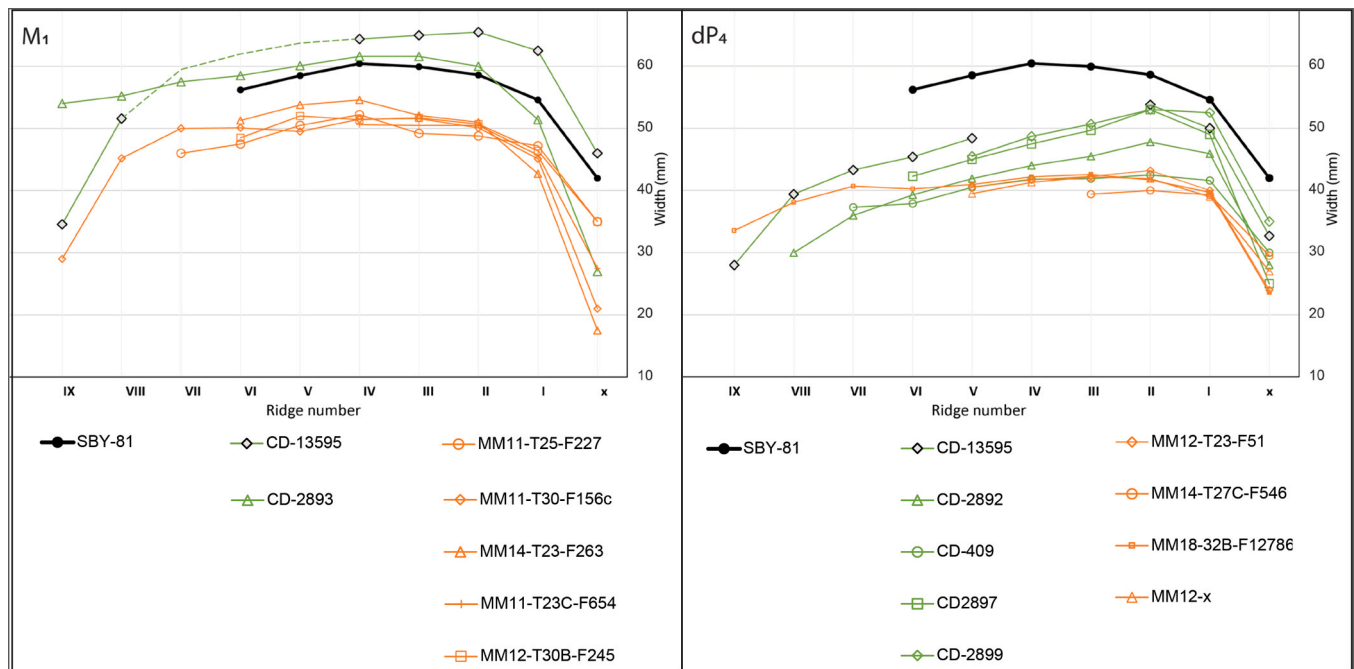 M₁
60
50
40
30
20
10
Width (mm)
IX VIII VII VI V IV III II I x
Ridge number
SBY-81
CD-13595
CD-2893
MM11-T25-F227
MM11-T30-F156c
MM14-T23-F263
MM11-T23C-F654
MM12-T30B-F245
dP₄
60
50
40
30
20
10
Width (mm)
IX VIII VII VI V IV III II I x
Ridge number
SBY-81
CD-13595
CD-2892
CD-409
CD2897
CD-2899
MM12-T23-F51
MM14-T27C-F546
MM18-32B-F12786
MM12-x